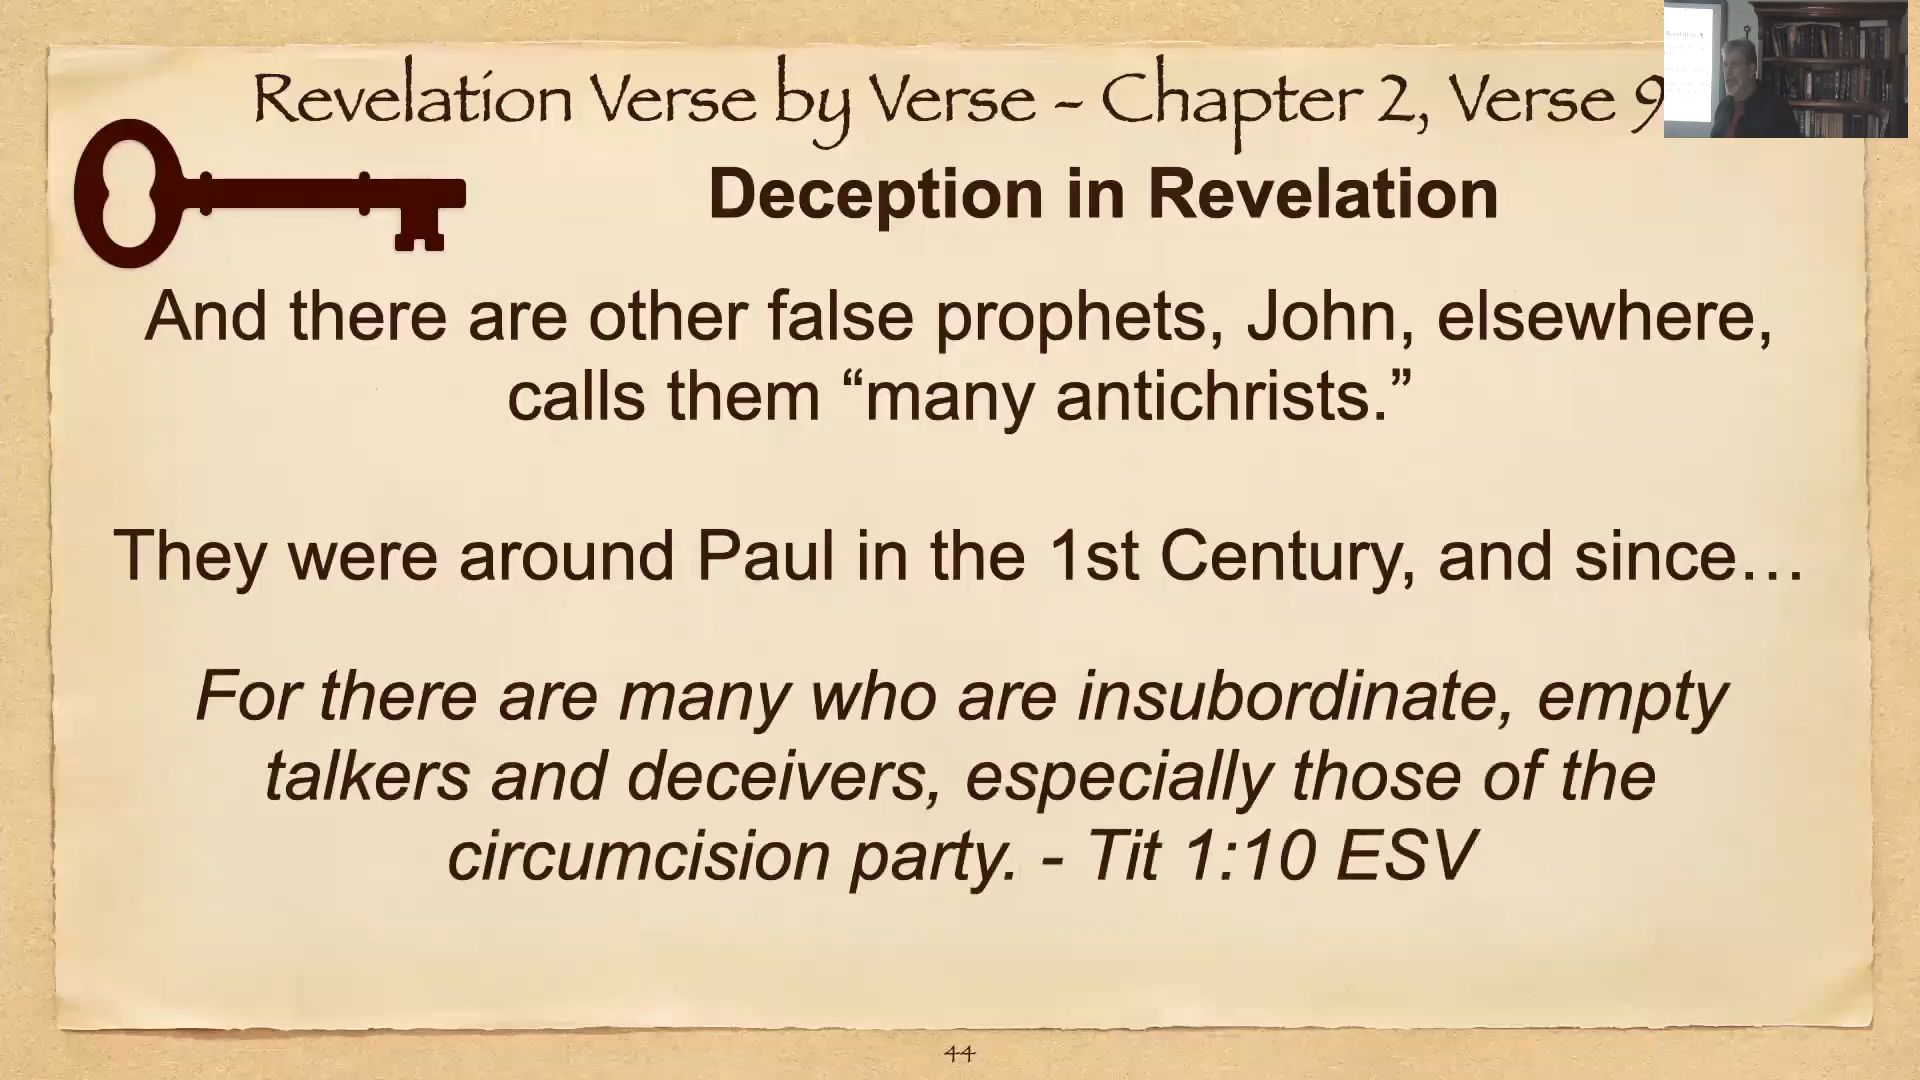 Revelation Verse by Verse - Chapter 2, Verse 9
Deception in Revelation
And there are other false prophets, John, elsewhere,
calls them “many antichrists.”
They were around Paul in the 1st Century, and since…
For there are many who are insubordinate, empty
talkers and deceivers, especially those of the
circumcision party. - Tit 1:10 ESV
44